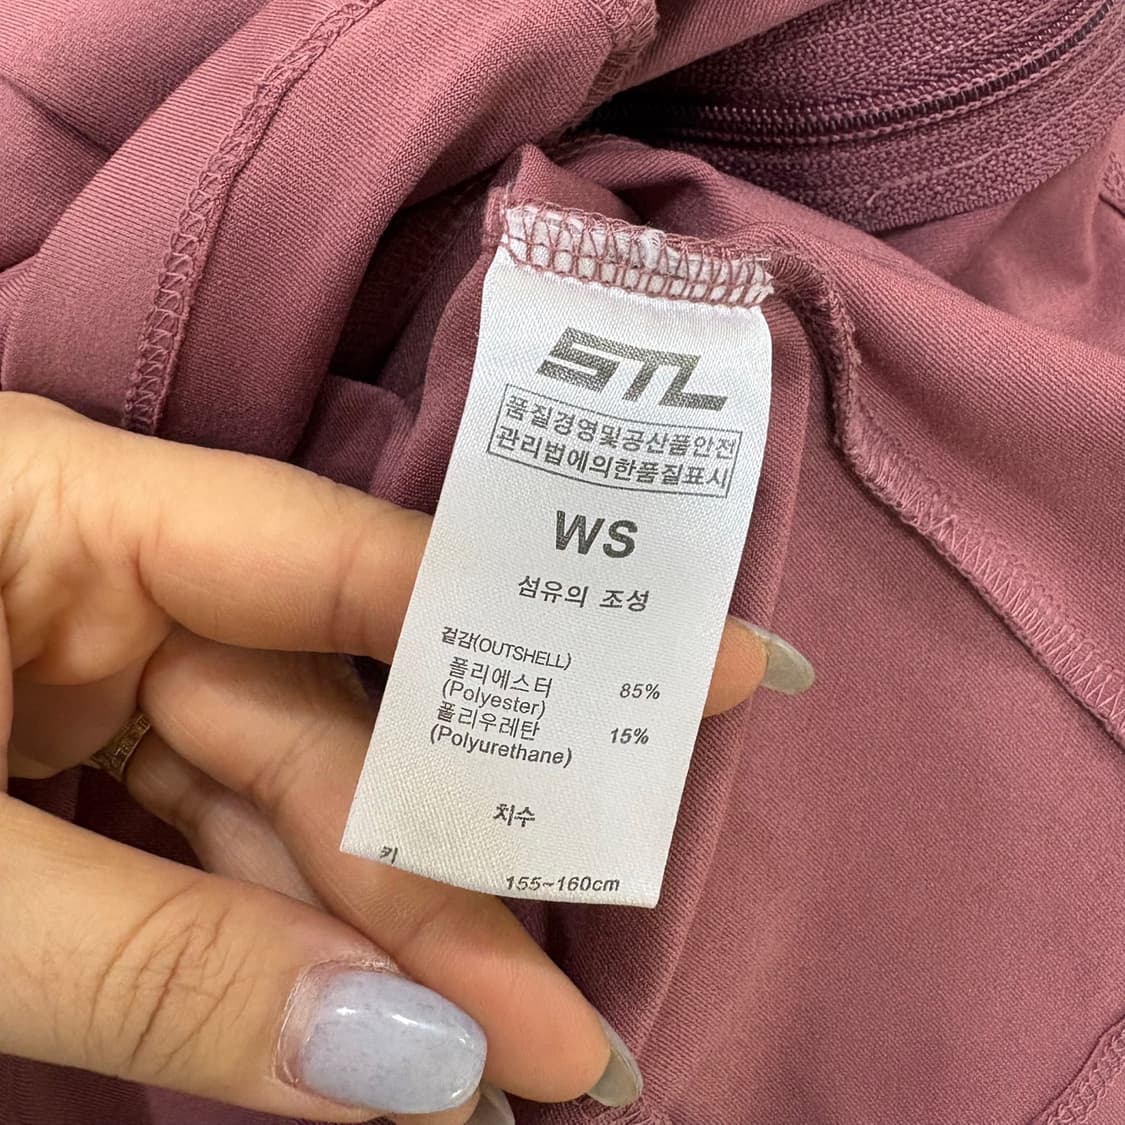 STL
품질경영및공산품안전
관리법에의한품질표시
WS
섬유의 조성
겉감(OUTSHELL)
폴리에스터 85%
(Polyester)
폴리우레탄 15%
(Polyurethane)
치수
키 155~160cm